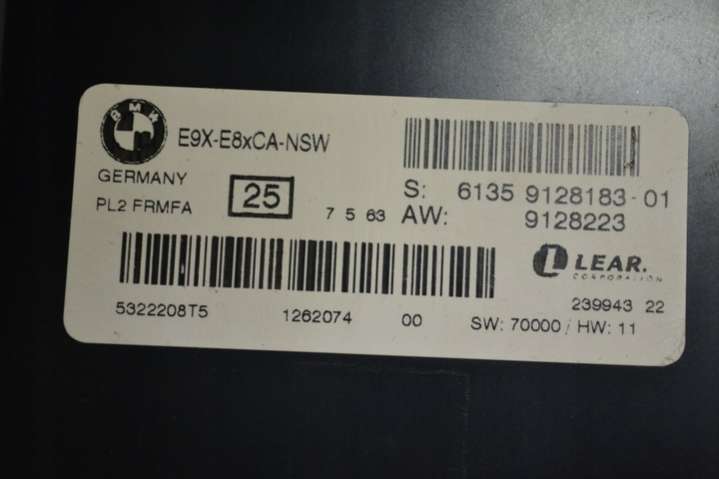 BMW
E9X-E8xCA-NSW
GERMANY
PL2 FRMFA
25
7 5 63
S: 6135 9128183-01
AW: 9128223
LEAR.
CORPORATION
5322208T5 1262074 00
239943 22
SW: 70000 / HW: 11